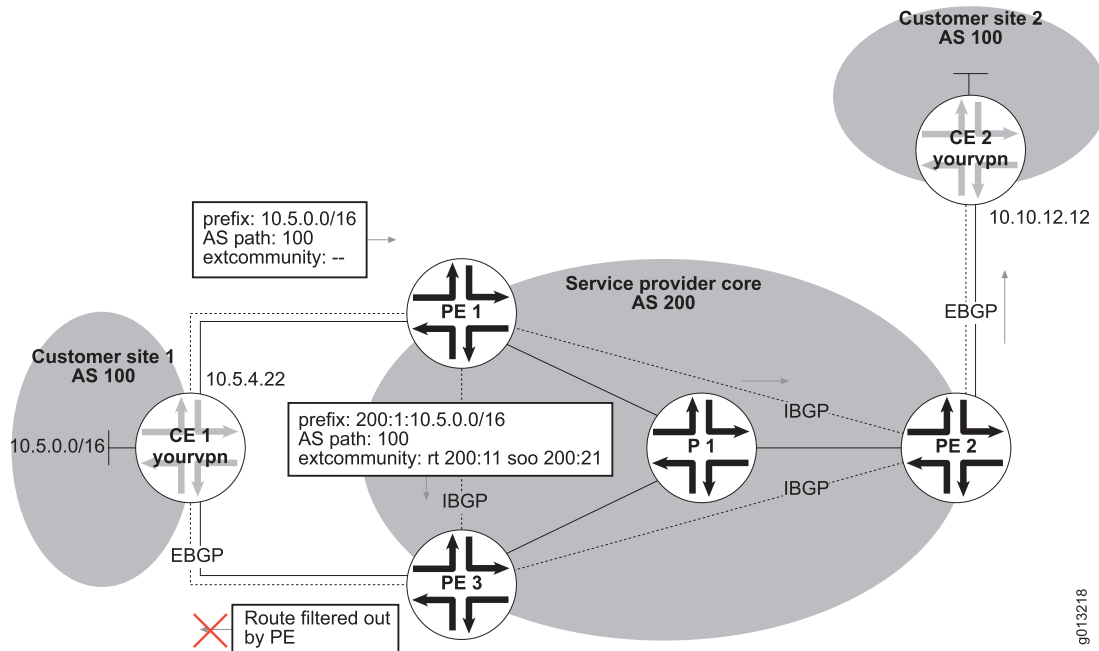 Customer site 2
AS 100
CE 2
yourvpn
10.10.12.12
prefix: 10.5.0.0/16
AS path: 100
extcommunity: --
Service provider core
AS 200
PE 1
EBGP
Customer site 1
AS 100
10.5.4.22
10.5.0.0/16
CE 1
yourvpn
prefix: 200:1:10.5.0.0/16
AS path: 100
extcommunity: rt 200:11 soo 200:21
IBGP
P 1
PE 2
IBGP
IBGP
EBGP
PE 3
Route filtered out
by PE
g013218